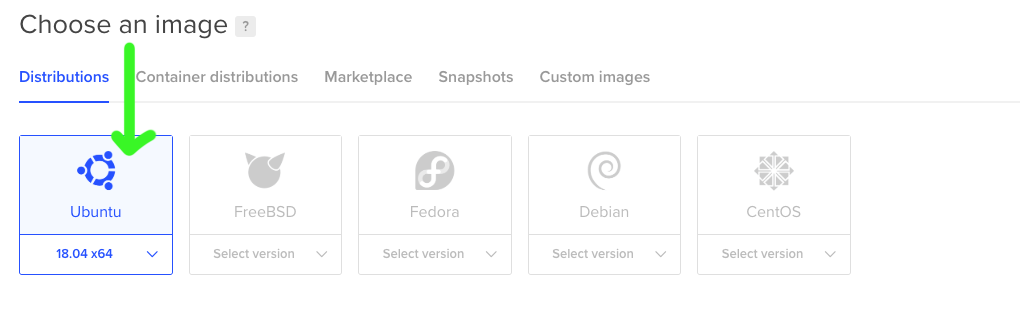 Choose an image ?
Distributions Container distributions Marketplace Snapshots Custom images
Ubuntu FreeBSD Fedora Debian CentOS
18.04 x64 Select version Select version Select version Select version